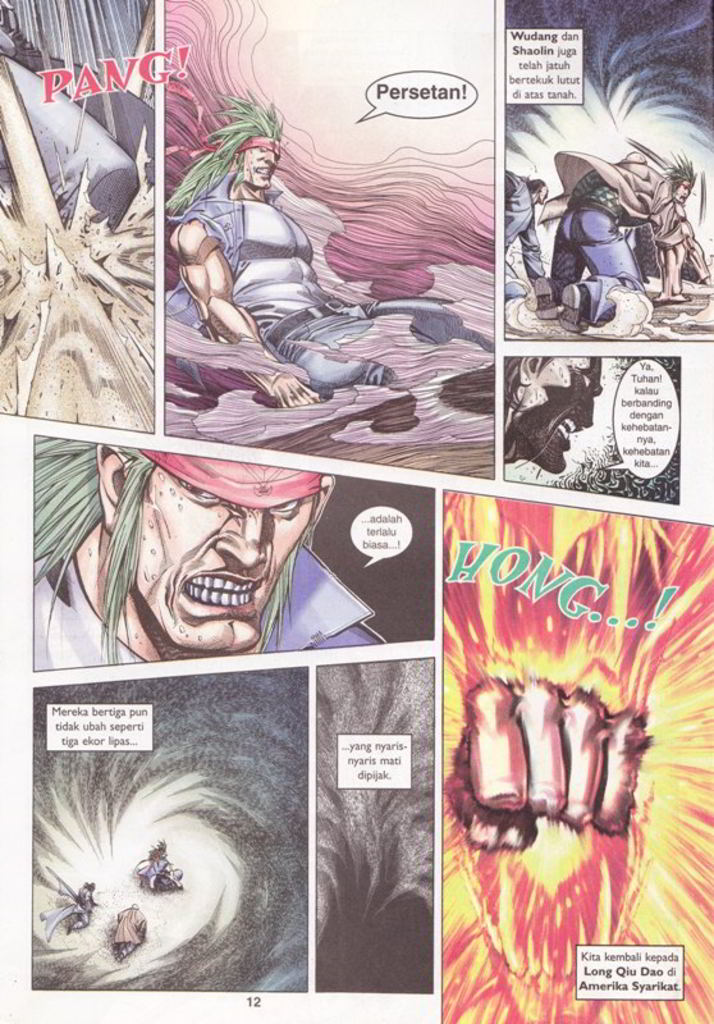 PANG!
Persetan!
Wudang dan
Shaolin juga
telah jatuh
bertekuk lutut
di atas tanah.
Ya,
Tuhan!
kalau
berbanding
dengan
kehebatan-
nya,
kehebatan
kita...
...adalah
terlalu
biasa...!
HONG....!
Mereka bertiga pun
tidak ubah seperti
tiga ekor lipas...
...yang nyaris-
nyaris mati
dipijak.
Kita kembali kepada
Long Qiu Dao di
Amerika Syarikat.
12